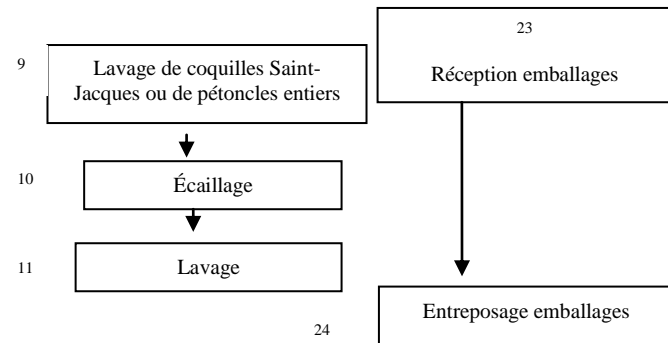 9
Lavage de coquilles Saint-
Jacques ou de pétoncles entiers
10
Écaillage
11
Lavage
23
Réception emballages
24
Entreposage emballages